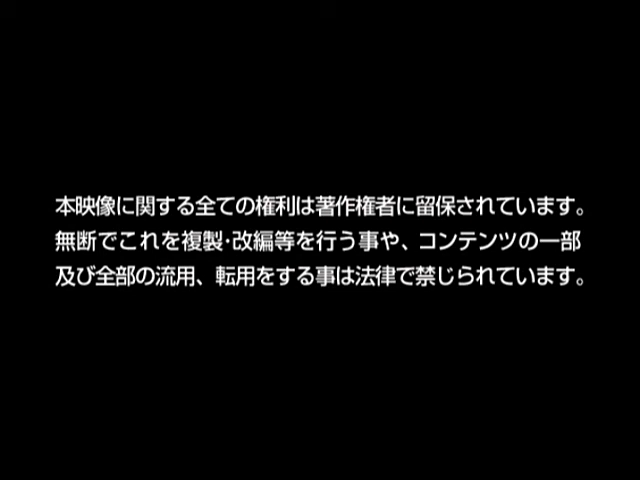 本映像に関する全ての権利は著作権者に留保されています。
無断でこれを複製･改編等を行う事や、コンテンツの一部
及び全部の流用、転用をする事は法律で禁じられています。